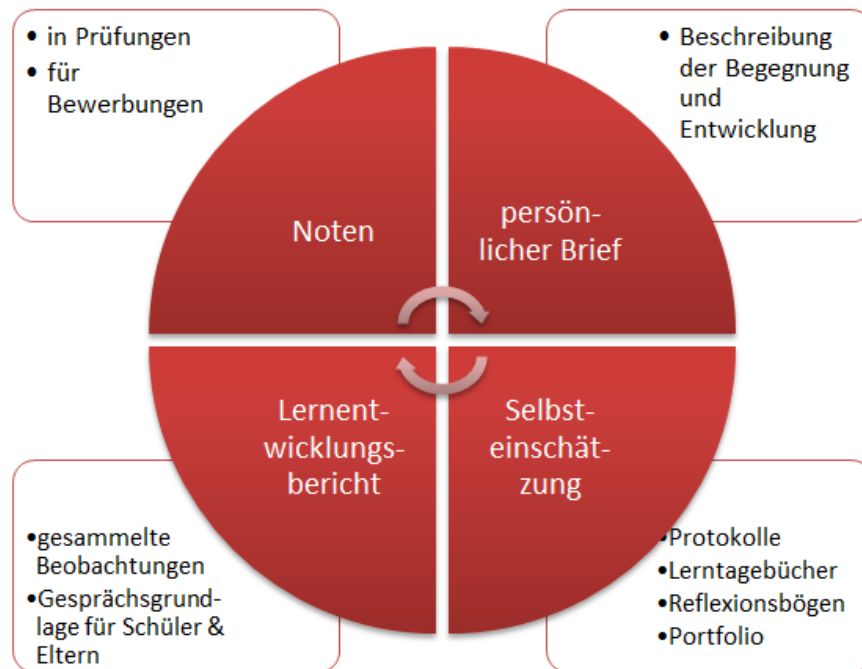 • in Prüfungen
• für
Bewerbungen
• Beschreibung
der Begegnung
und
Entwicklung
Noten
persön-
licher Brief
Lernent-
wicklungs-
bericht
Selbst-
einschät-
zung
•gesammelte
Beobachtungen
•Gesprächsgrund-
lage für Schüler &
Eltern
•Protokolle
•Lerntagebücher
•Reflexionsbögen
•Portfolio